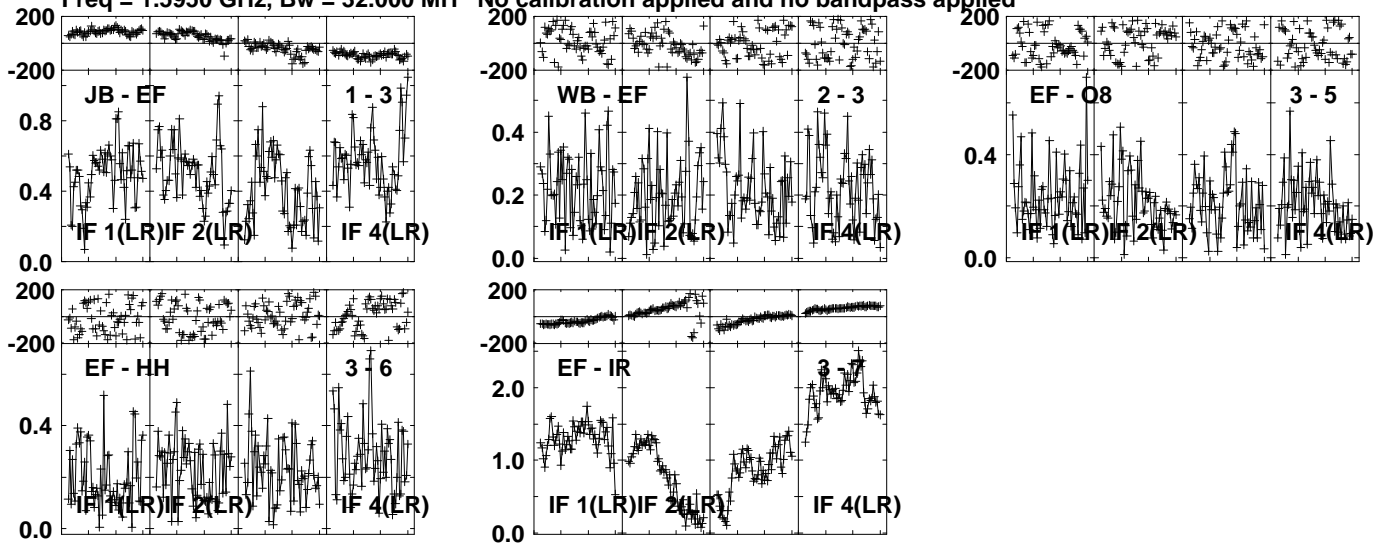 Freq = 1.5950 GHz, Bw = 32.000 MH No calibration applied and no bandpass applied
200
-200
JB - EF 1 - 3
0.8
0.4
0.0
IF 1(LR) IF 2(LR) IF 4(LR)
200
-200
WB - EF 2 - 3
0.4
0.2
0.0
IF 1(LR) IF 2(LR) IF 4(LR)
200
-200
EF - O8 3 - 5
0.4
0.0
IF 1(LR) IF 2(LR) IF 4(LR)
200
-200
EF - HH 3 - 6
0.4
0.0
IF 1(LR) IF 2(LR) IF 4(LR)
200
-200
EF - IR 3 - 7
2.0
1.0
0.0
IF 1(LR) IF 2(LR) IF 4(LR)